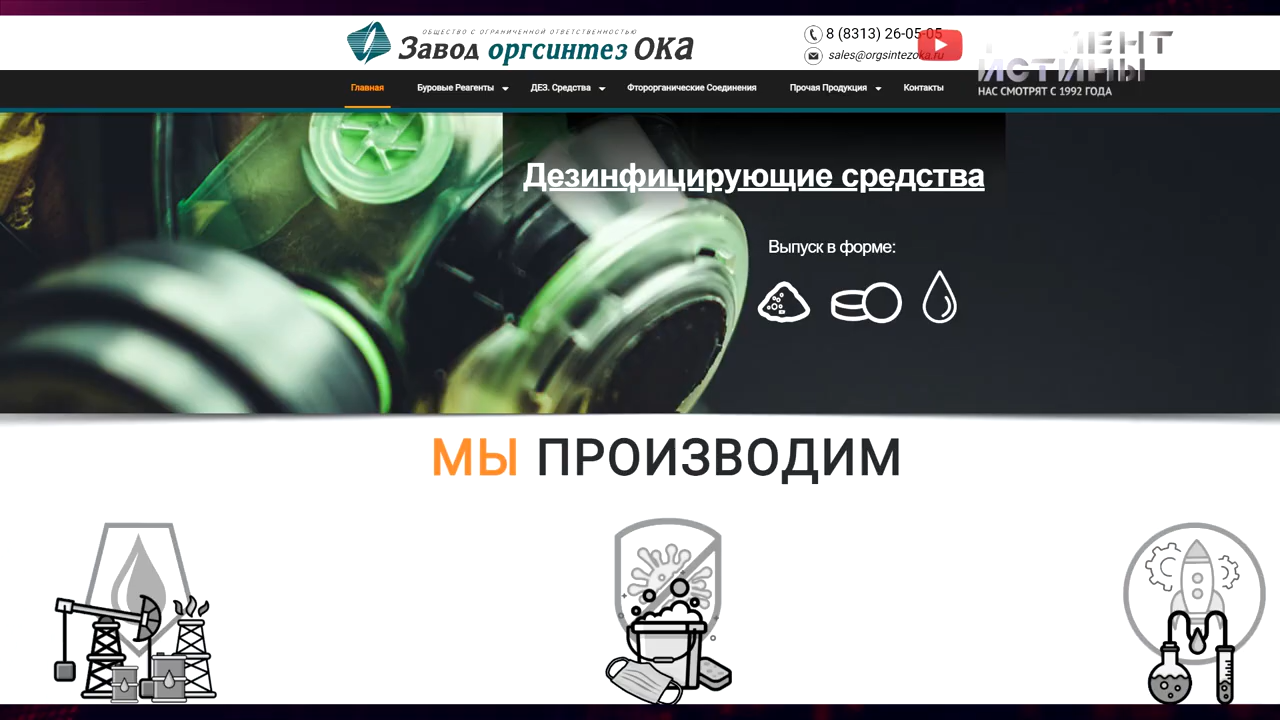 ОБЩЕСТВО С ОГРАНИЧЕННОЙ ОТВЕТСТВЕННОСТЬЮ
Завод оргсинтез ОКА
8 (8313) 26-05-05
sales@orgsintezoka.ru
ИСТИНЫ
НАС СМОТРЯТ С 1992 ГОДА
Главная Буровые Реагенты ДЕЗ. Средства Фторорганические Соединения Прочая Продукция Контакты
Дезинфицирующие средства
Выпуск в форме:
МЫ ПРОИЗВОДИМ